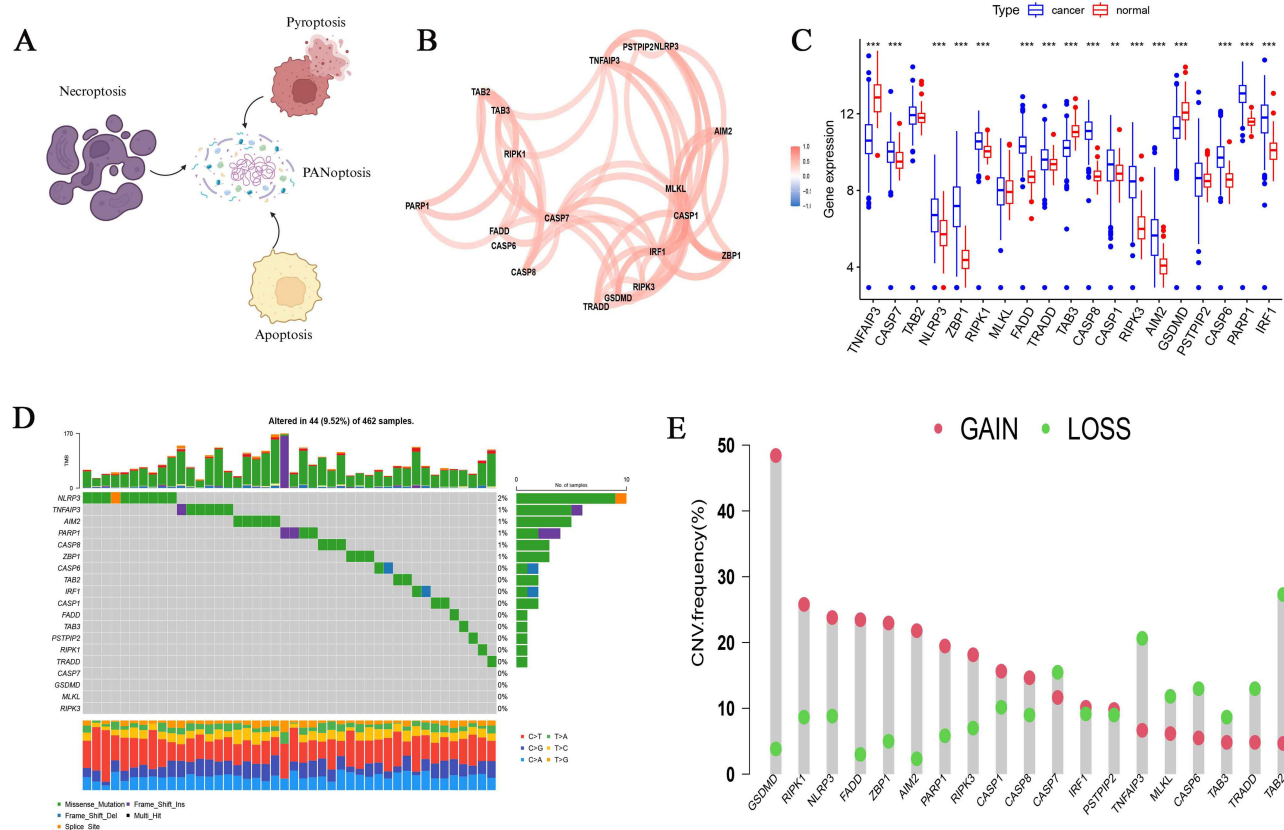 A
Pyroptosis
Necroptosis
PANoptosis
Apoptosis
B
PSTPIP2
NLRP3
TNFAIP3
TAB2
TAB3
AIM2
RIPK1
MLKL
PARP1
CASP7
CASP1
FADD
CASP6
IRF1
ZBP1
CASP8
RIPK3
GSDMD
TRADD
1.0
0.5
0
-0.5
C
Type cancer normal
*** *** *** *** *** *** *** *** *** ** *** *** *** *** *** ***
Gene expression
12
8
4
TNFAIP3
CASP7
TAB2
NLRP3
ZBP1
RIPK1
MLKL
FADD
TRADD
TAB3
CASP8
CASP1
RIPK3
AIM2
GSDMD
PSTPIP2
CASP6
PARP1
IRF1
D
Altered in 44 (9.52%) of 462 samples.
170
TMB
0
No. of samples
0 10
NLRP3 2%
TNFAIP3 1%
AIM2 1%
PARP1 1%
CASP8 1%
ZBP1 1%
CASP6 0%
TAB2 0%
IRF1 0%
CASP1 0%
FADD 0%
TAB3 0%
PSTPIP2 0%
RIPK1 0%
TRADD 0%
CASP7 0%
GSDMD 0%
MLKL 0%
RIPK3 0%
C>T T>A
C>G T>C
C>A T>G
Missense_Mutation Frame_Shift_Ins
Frame_Shift_Del Multi_Hit
Splice_Site
E
GAIN LOSS
CNV.frequency(%)
50
40
30
20
10
0
GSDMD
RIPK1
NLRP3
FADD
ZBP1
AIM2
PARP1
RIPK3
CASP1
CASP8
CASP7
IRF1
PSTPIP2
TNFAIP3
MLKL
CASP6
TAB3
TRADD
TAB2